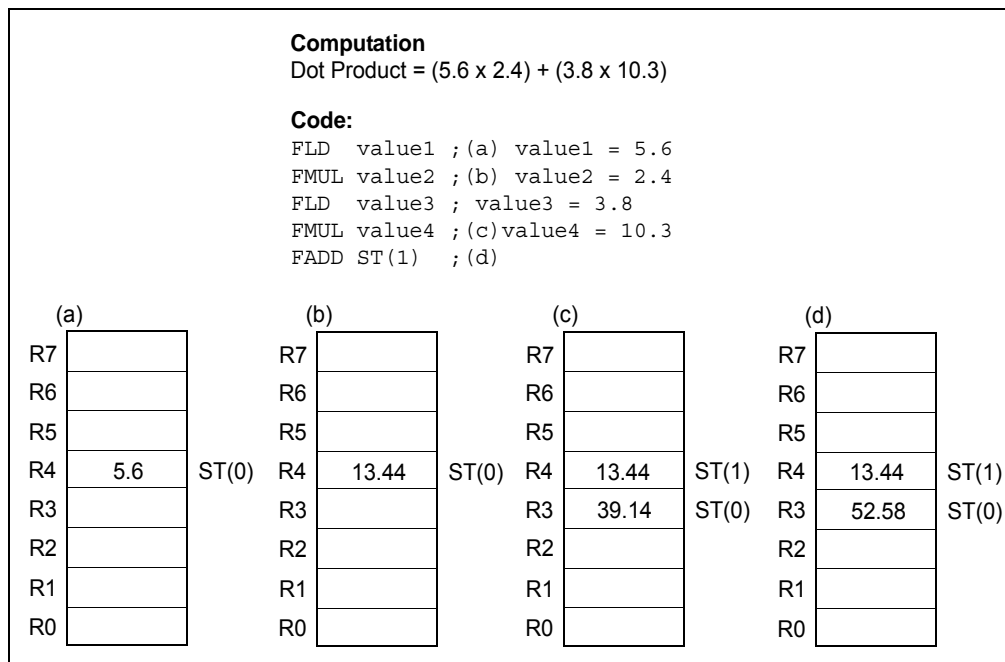 Computation
Dot Product = (5.6 x 2.4) + (3.8 x 10.3)
Code:
FLD  value1 ;(a) value1 = 5.6
FMUL value2 ;(b) value2 = 2.4
FLD  value3 ; value3 = 3.8
FMUL value4 ;(c)value4 = 10.3
FADD ST(1)  ;(d)
(a)
R7
R6
R5
R4 5.6 ST(0)
R3
R2
R1
R0
(b)
R7
R6
R5
R4 13.44 ST(0)
R3
R2
R1
R0
(c)
R7
R6
R5
R4 13.44 ST(1)
R3 39.14 ST(0)
R2
R1
R0
(d)
R7
R6
R5
R4 13.44 ST(1)
R3 52.58 ST(0)
R2
R1
R0